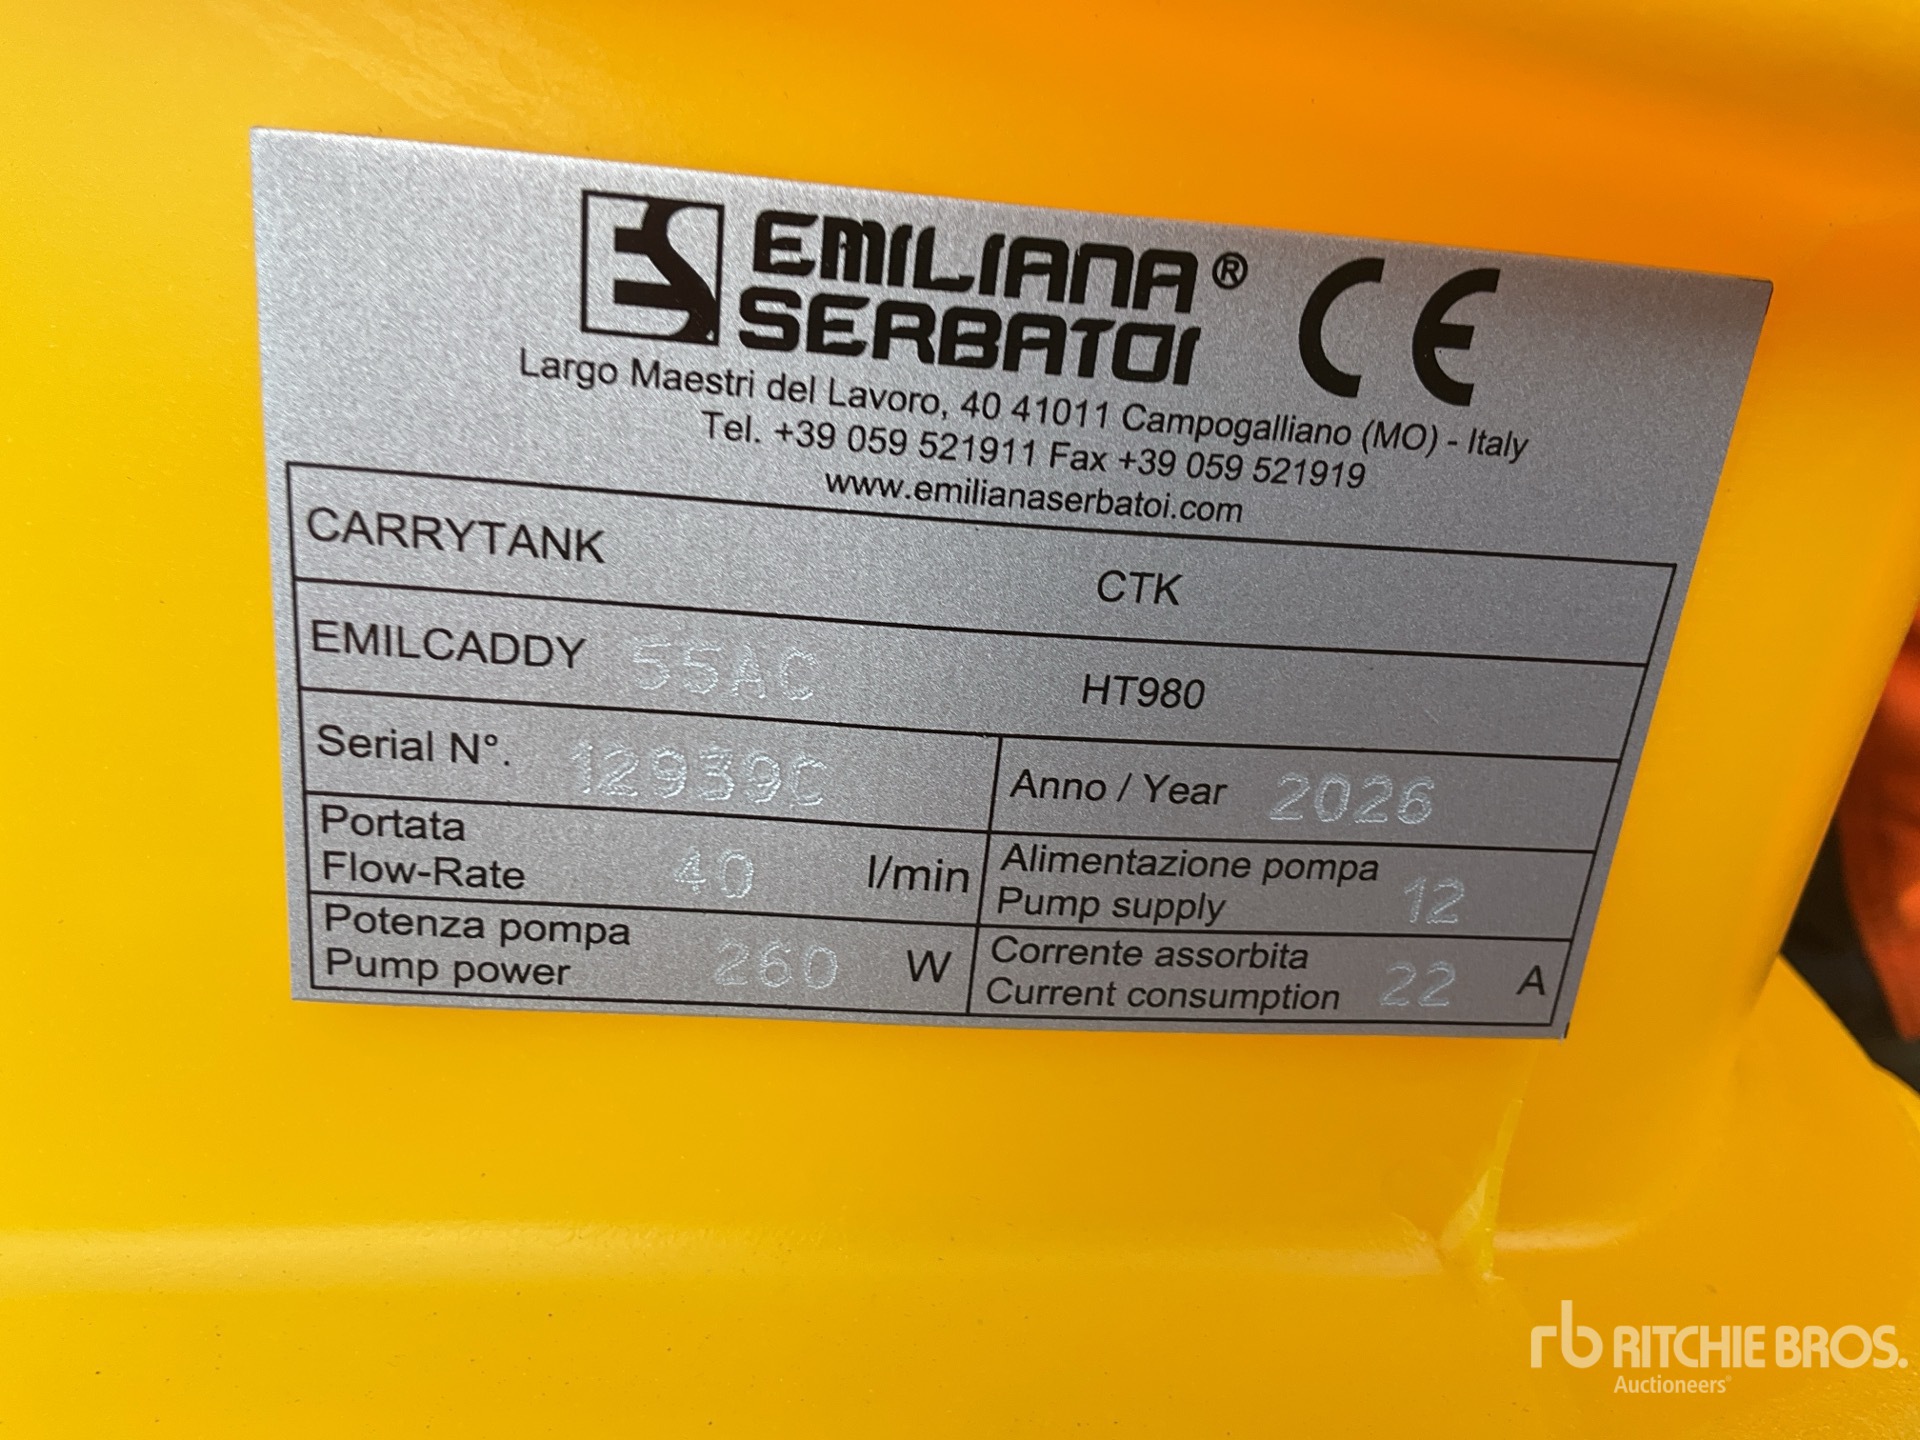 EMILIANA®
SERBATOI
CE
Largo Maestri del Lavoro, 40 41011 Campogalliano (MO) - Italy
Tel. +39 059 521911 Fax +39 059 521919
www.emilianaserbatoi.com
CARRYTANK CTK
EMILCADDY 55AC HT980
Serial N°. 12939C Anno / Year 2026
Portata
Flow-Rate 40 l/min
Alimentazione pompa
Pump supply 12
Potenza pompa
Pump power 260 W
Corrente assorbita
Current consumption 22 A
rb RITCHIE BROS.
Auctioneers